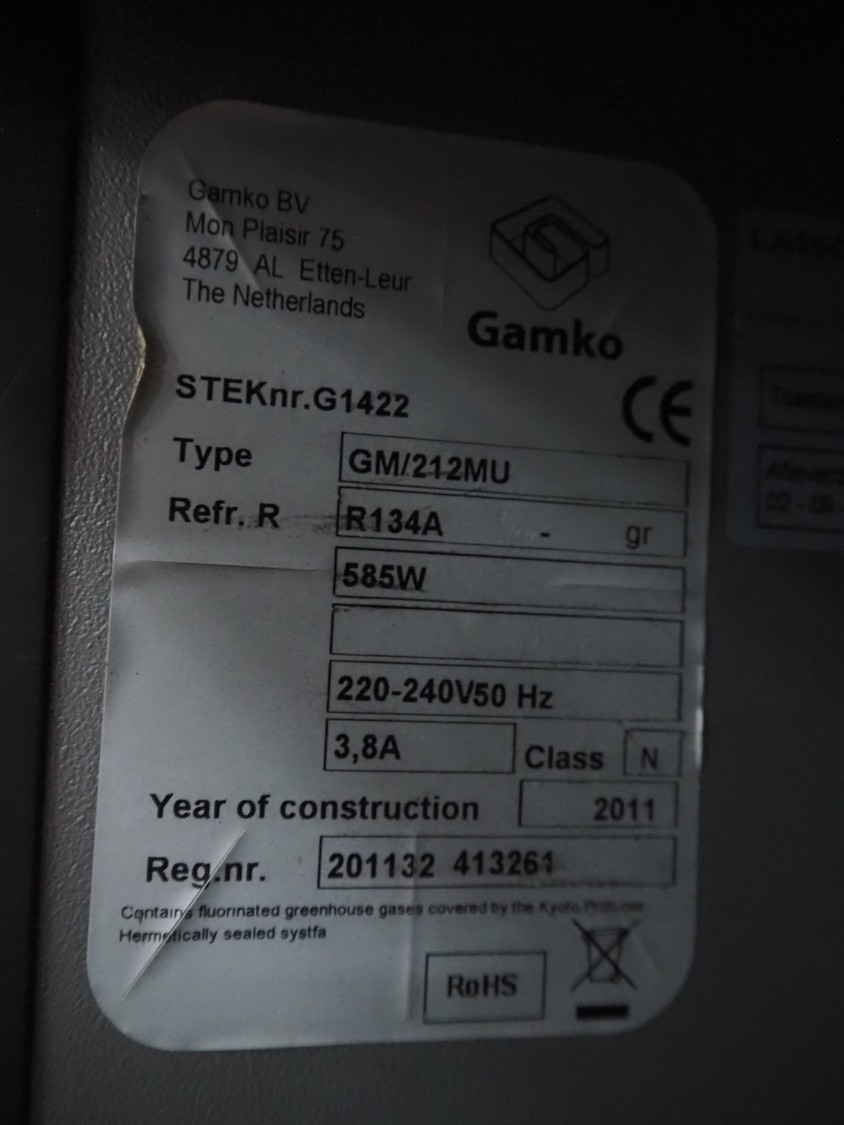 Gamko BV
Mon Plaisir 75
4879 AL Etten-Leur
The Netherlands
Gamko
STEKnr.G1422
CE
Type GM/212MU
Refr. R R134A - gr
585W
220-240V50 Hz
3,8A Class N
Year of construction 2011
Reg.nr. 201132 413261
Contains fluorinated greenhouse gases covered by the Kyoto
Hermetically sealed systfa
RoHS
02 - 09